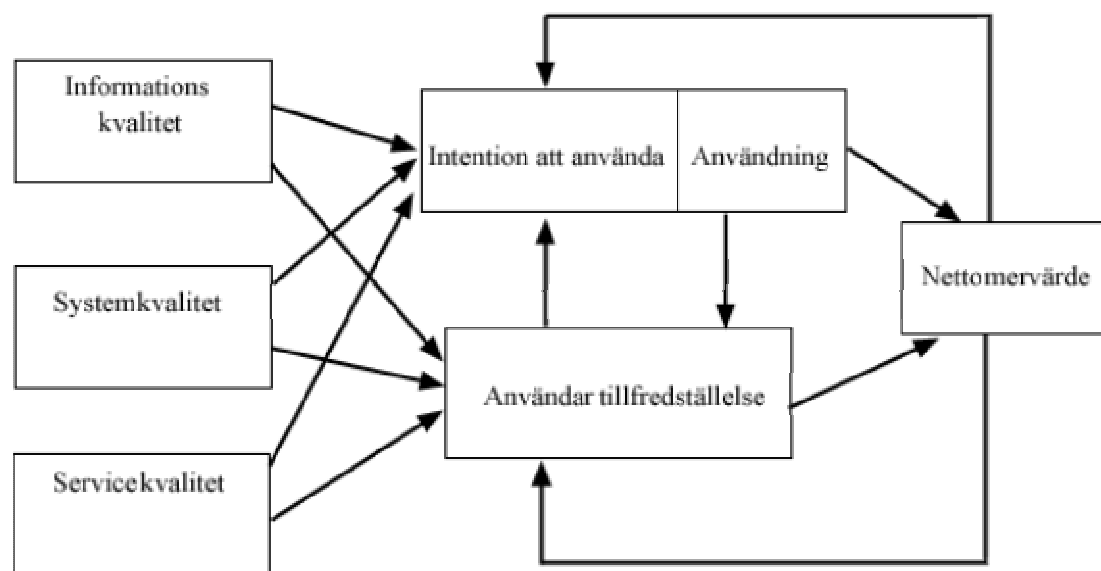 Informations
kvalitet
Intention att använda
Användning
Systemkvalitet
Nettomervärde
Användar tillfredställelse
Servicekvalitet